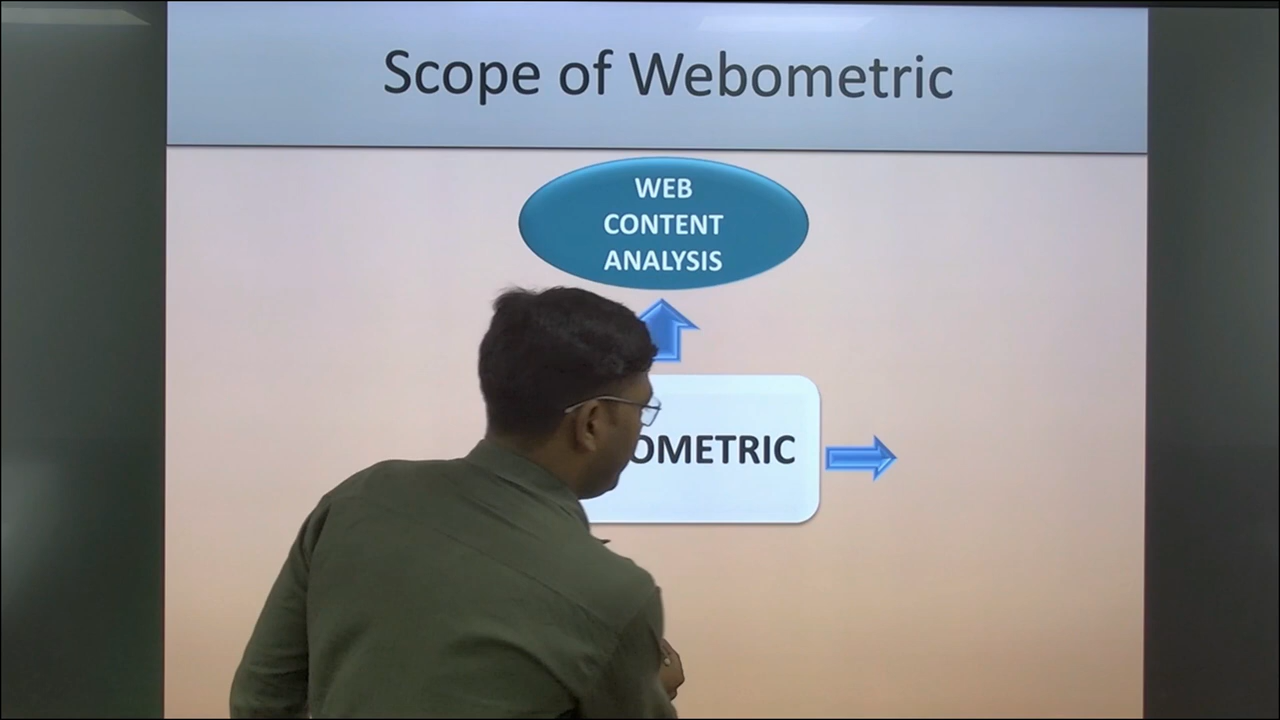 Scope of Webometric
WEB
CONTENT
ANALYSIS
OMETRIC